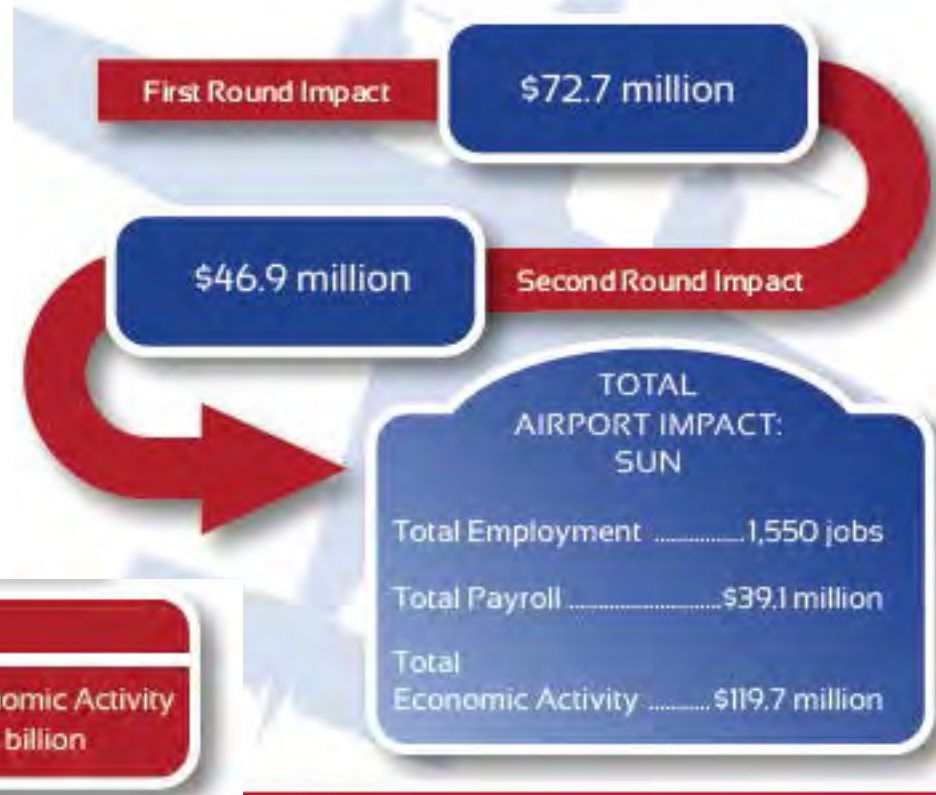 First Round Impact
$72.7 million
$46.9 million
Second Round Impact
TOTAL
AIRPORT IMPACT:
SUN
Total Employment ................1,550 jobs
Total Payroll ............................$39.1 million
Total
Economic Activity ...........$119.7 million
Activity
billion